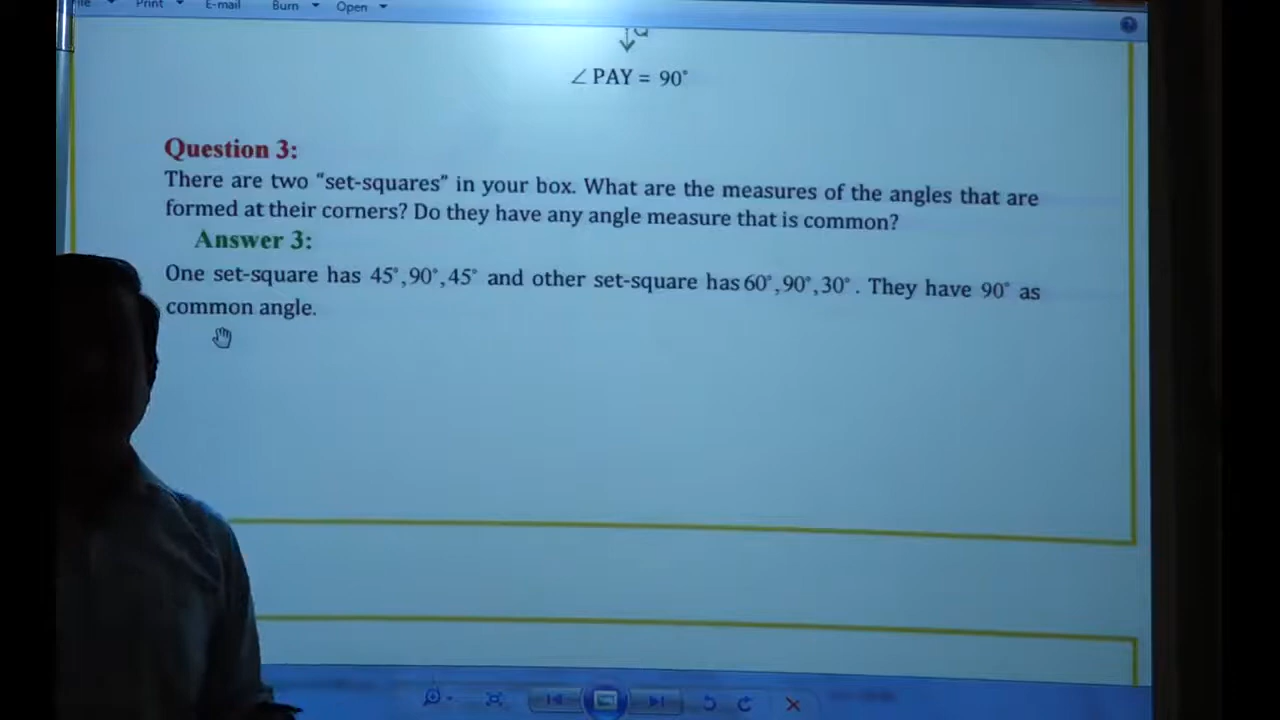 Print E-mail Burn Open
∠PAY = 90°
Question 3:
There are two “set-squares” in your box. What are the measures of the angles that are
formed at their corners? Do they have any angle measure that is common?
Answer 3:
One set-square has 45°,90°,45° and other set-square has 60°,90°,30°. They have 90° as
common angle.